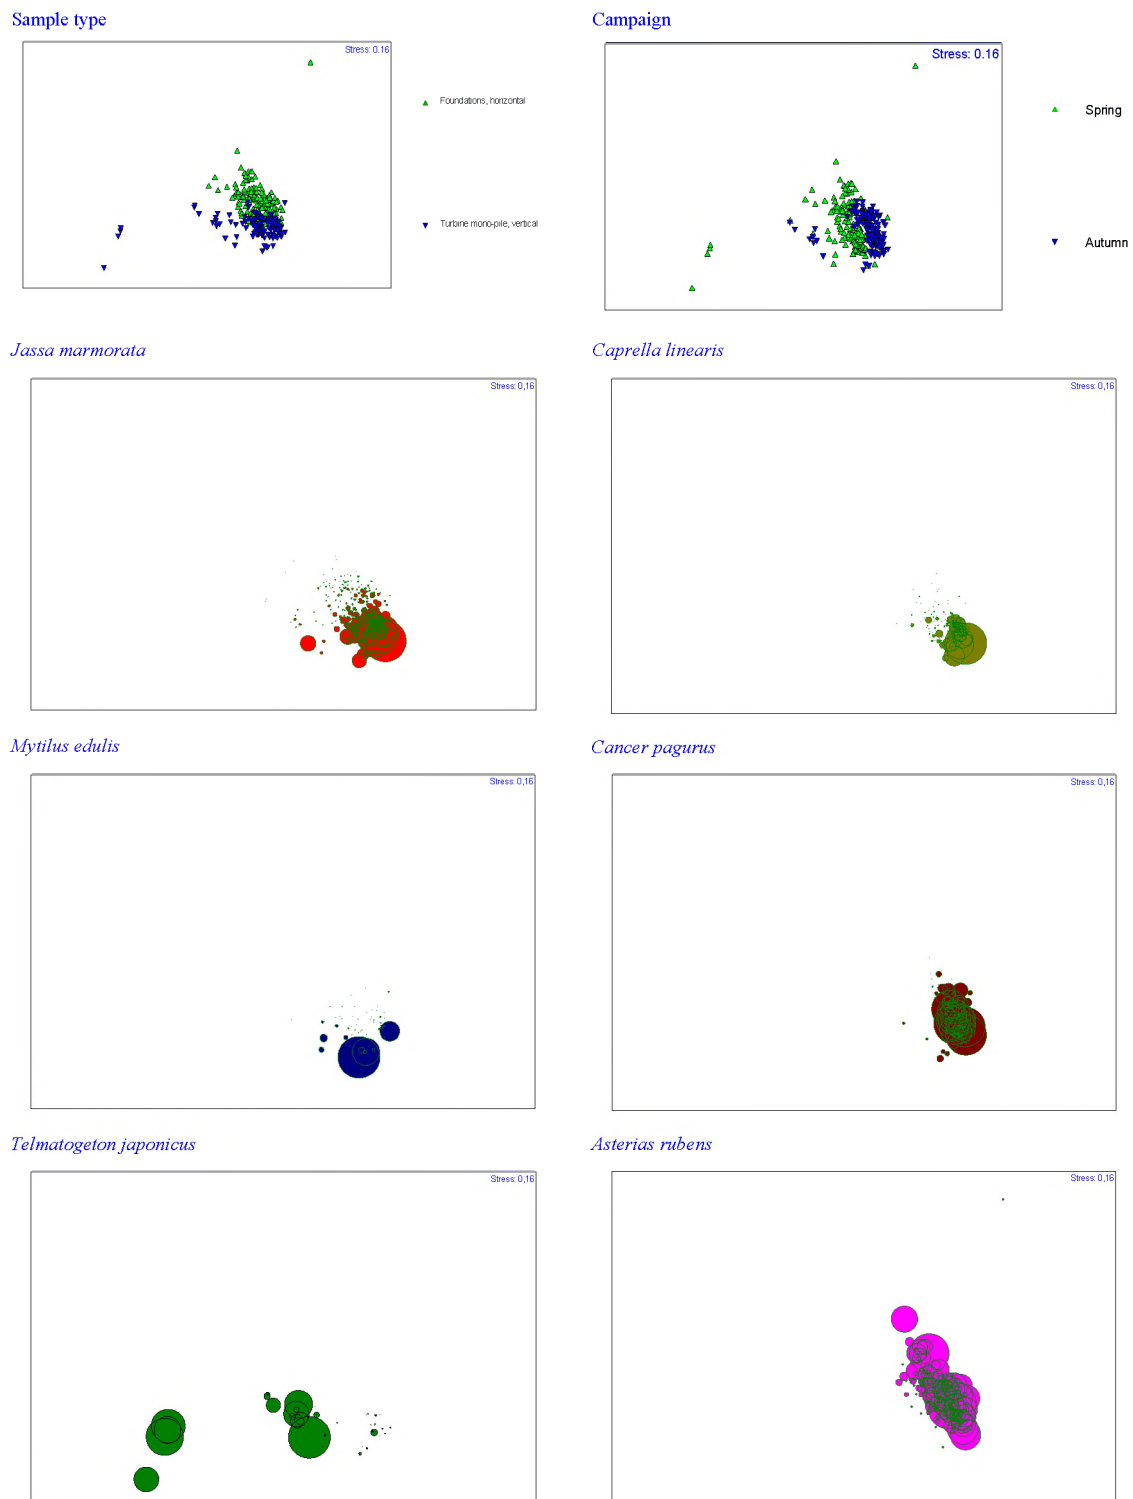 Sample type
Campaign
Stress: 0.16
Foundations, horizontal
Turbine mono-pile, vertical
Stress: 0.16
Spring
Autumn
Jassa marmorata
Caprella linearis
Stress: 0,16
Stress: 0,16
Mytilus edulis
Cancer pagurus
Stress: 0,16
Stress: 0,16
Telmatogeton japonicus
Asterias rubens
Stress: 0,16
Stress: 0,16